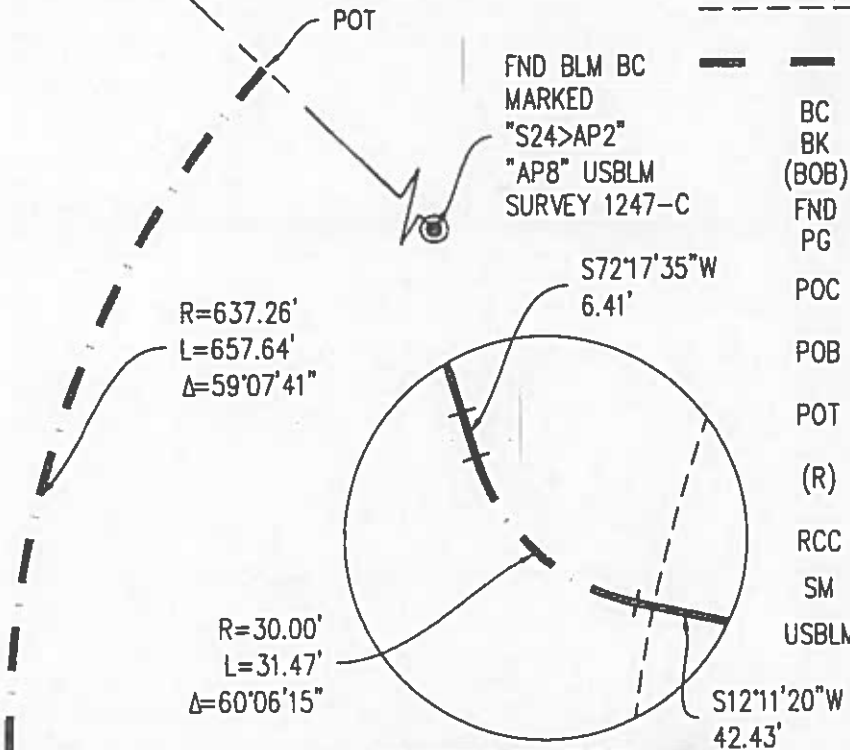 POT
FND BLM BC
MARKED
"S24>AP2"
"AP8" USBLM
SURVEY 1247-C
BC
BK
(BOB)
FND
PG
POC
POB
POT
(R)
RCC
SM
USBLM
S72°17'35"W
6.41'
R=637.26'
L=657.64'
Δ=59°07'41"
R=30.00'
L=31.47'
Δ=60°06'15"
S12°11'20"W
42.43'